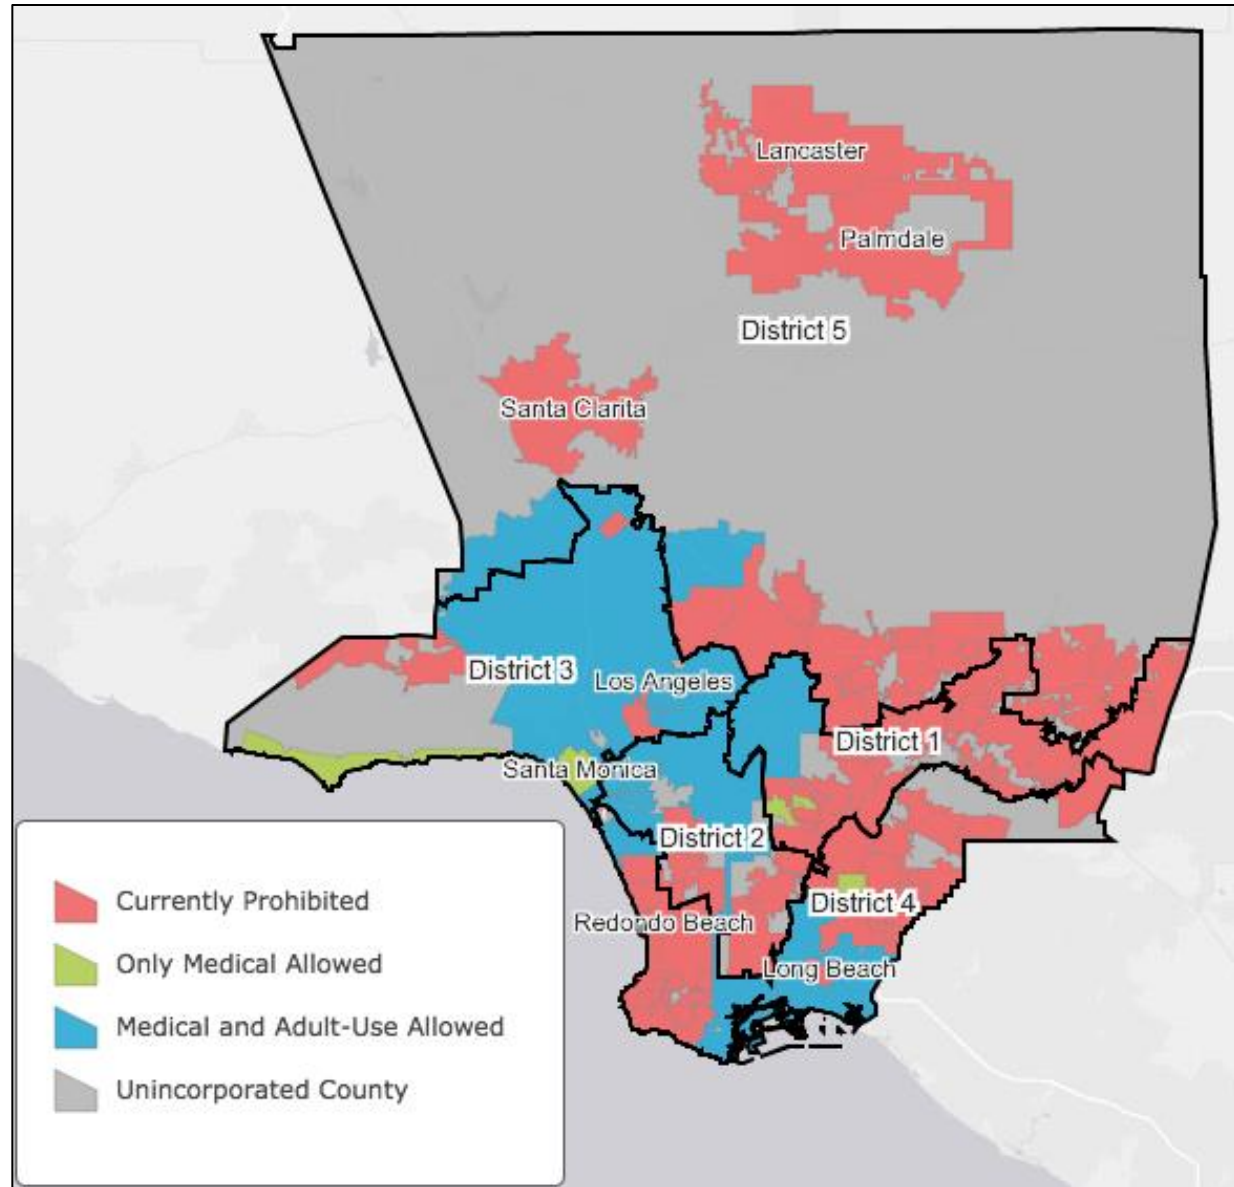 Lancaster
Palmdale
District 5
Santa Clarita
District 3
Los Angeles
District 1
Santa Monica
District 2
District 4
Redondo Beach
Long Beach
Currently Prohibited
Only Medical Allowed
Medical and Adult-Use Allowed
Unincorporated County